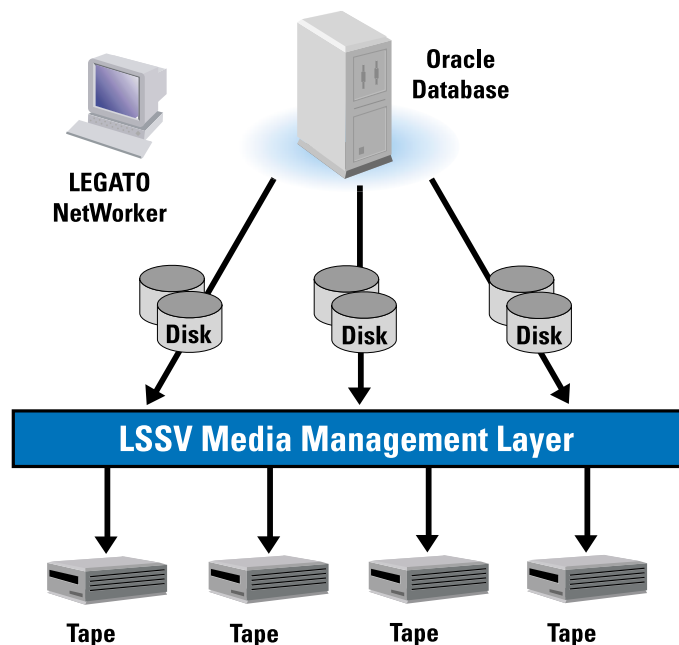 Oracle
Database
LEGATO
NetWorker
Disk
Disk
Disk
LSSV Media Management Layer
Tape
Tape
Tape
Tape